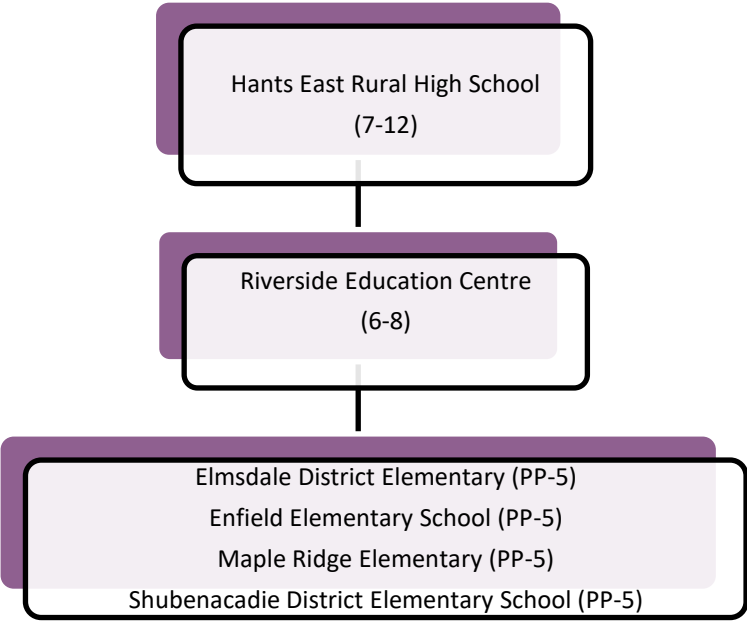 Hants East Rural High School
(7-12)
Riverside Education Centre
(6-8)
Elmsdale District Elementary (PP-5)
Enfield Elementary School (PP-5)
Maple Ridge Elementary (PP-5)
Shubenacadie District Elementary School (PP-5)